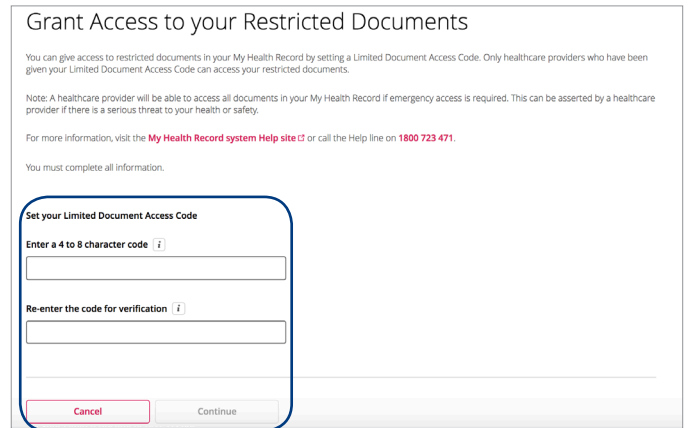 Grant Access to your Restricted Documents
You can give access to restricted documents in your My Health Record by setting a Limited Document Access Code. Only healthcare providers who have been
given your Limited Document Access Code can access your restricted documents.
Note: A healthcare provider will be able to access all documents in your My Health Record if emergency access is required. This can be asserted by a healthcare
provider if there is a serious threat to your health or safety.
For more information, visit the My Health Record system Help site or call the Help line on 1800 723 471.
You must complete all information.
Set your Limited Document Access Code
Enter a 4 to 8 character code i
Re-enter the code for verification i
Cancel Continue